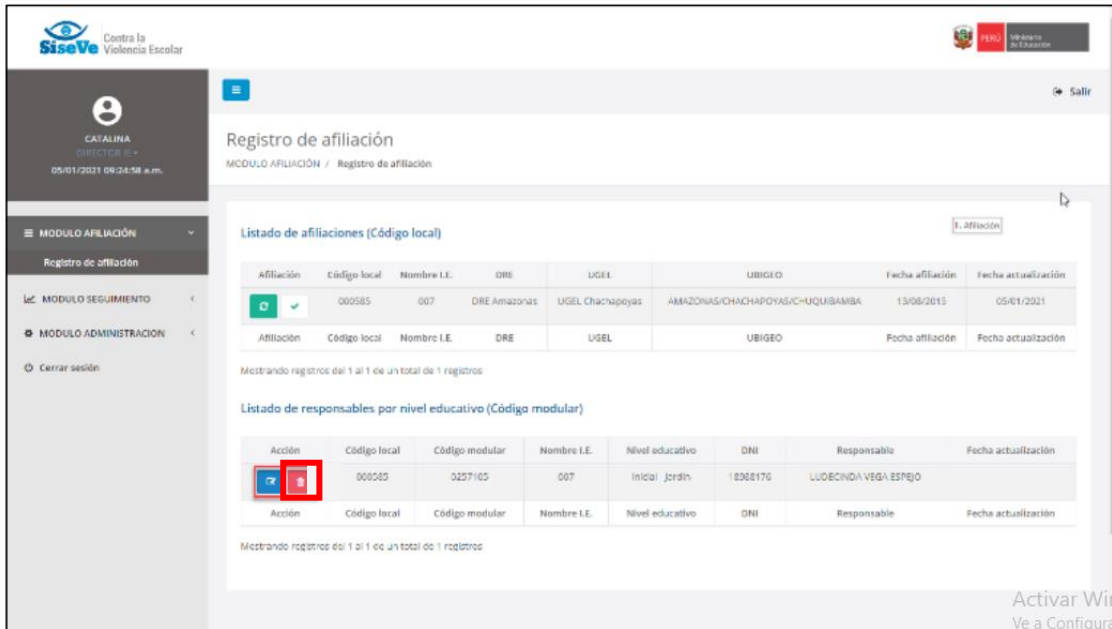 SiseVe Contra la Violencia Escolar
PERÚ Ministerio de Educación
Salir
CATALINA
DIRECTOR IE
05/01/2021 09:24:58 a.m.
Registro de afiliación
MODULO AFILIACIÓN / Registro de afiliación
MODULO AFILIACIÓN
Registro de afiliación
MODULO SEGUIMIENTO
MODULO ADMINISTRACION
Cerrar sesión
Listado de afiliaciones (Código local)
E. Afiliación
Afiliación Código local Nombre I.E. DRE UGEL UBIGEO Fecha afiliación Fecha actualización
000585 007 DRE Amazonas UGEL Chachapoyas AMAZONAS/CHACHAPOYAS/CHUQUIBAMBA 13/08/2015 05/01/2021
Afiliación Código local Nombre I.E. DRE UGEL UBIGEO Fecha afiliación Fecha actualización
Mostrando registros del 1 al 1 de un total de 1 registros
Listado de responsables por nivel educativo (Código modular)
Acción Código local Código modular Nombre I.E. Nivel educativo DNI Responsable Fecha actualización
000585 0257105 007 Inicial Jardín 18988176 LUDECINDA VEGA ESPEJO
Acción Código local Código modular Nombre I.E. Nivel educativo DNI Responsable Fecha actualización
Mostrando registros del 1 al 1 de un total de 1 registros
Activar Wi
Ve a Configura